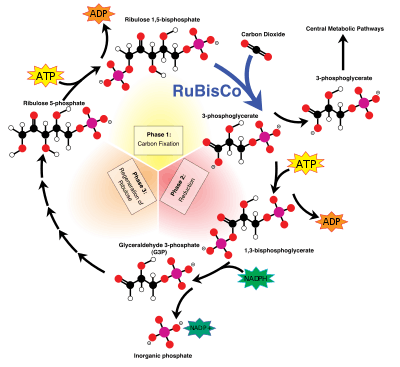 ADP
Ribulose 1,5-bisphosphate
Carbon Dioxide
Central Metabolic Pathways
ATP
3-phosphoglycerate
RuBisCo
Ribulose 5-phosphate
3-phosphoglycerate
Phase 1:
Carbon Fixation
ATP
Phase 3:
Regeneration of
Ribulose
Phase 2:
Reduction
ADP
Glyceraldehyde 3-phosphate
(G3P)
1,3-bisphosphoglycerate
NADPH
NADP+
Inorganic phosphate